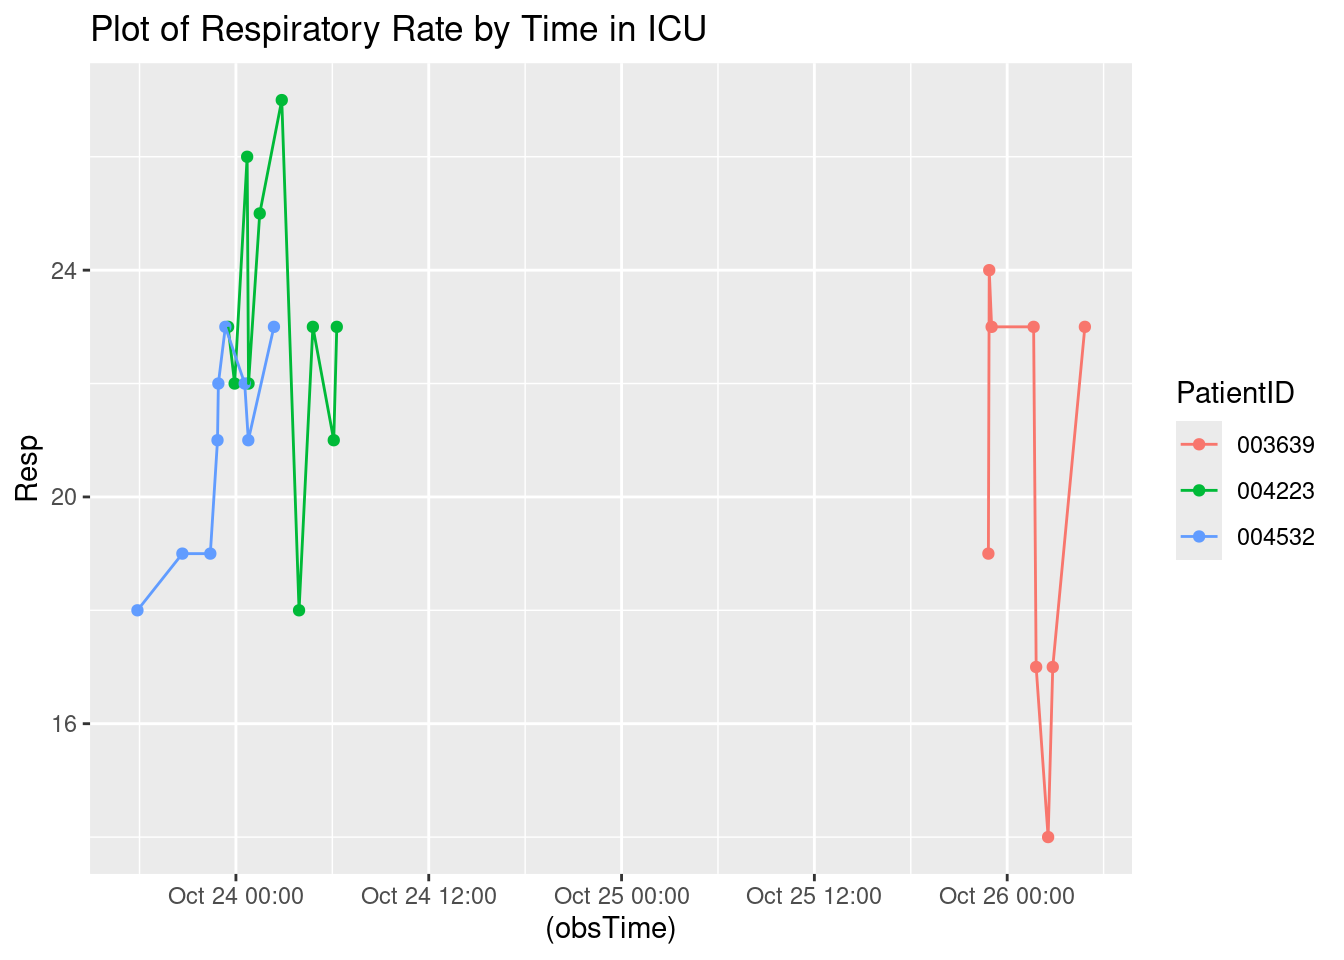 Plot of Respiratory Rate by Time in ICU
Resp
24
20
16
Oct 24 00:00
Oct 24 12:00
Oct 25 00:00
Oct 25 12:00
Oct 26 00:00
(obsTime)
PatientID
003639
004223
004532